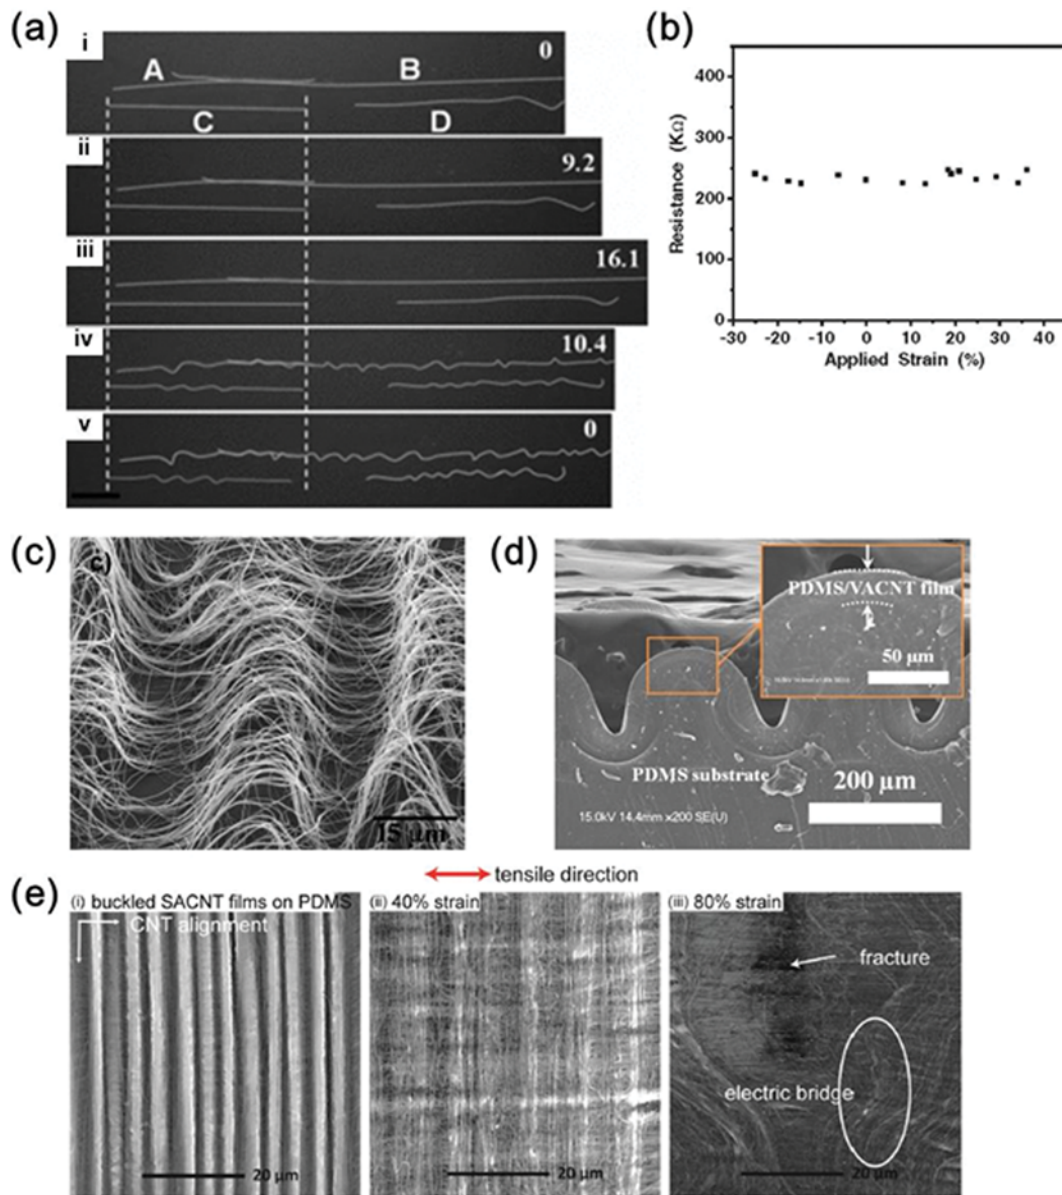 (a)
i
0
A
B
C
D
ii
9.2
iii
16.1
iv
10.4
v
0
(b)
400
300
200
100
0
Resistance (KΩ)
-30 -20 -10 0 10 20 30 40
Applied Strain (%)
(c)
c)
15 μm
(d)
PDMS/VACNT film
50 μm
PDMS substrate
200 μm
15.0kV 14.4mm x200 SE(U)
tensile direction
(e)
(i) buckled SACNT films on PDMS
CNT alignment
20 μm
(ii) 40% strain
20 μm
(iii) 80% strain
fracture
electric bridge
20 μm